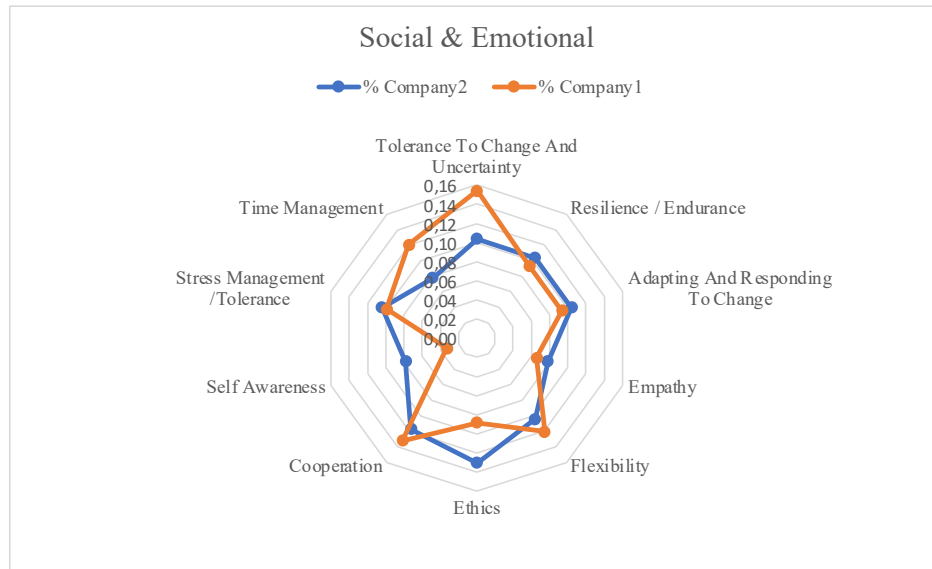 Social & Emotional
% Company2
% Company1
Tolerance To Change And
Uncertainty
Resilience / Endurance
Adapting And Responding
To Change
Empathy
Flexibility
Ethics
Cooperation
Self Awareness
Stress Management
/Tolerance
Time Management
0,16
0,14
0,12
0,10
0,08
0,06
0,04
0,02
0,00